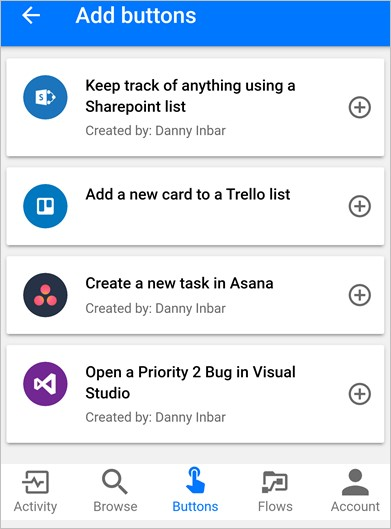 Add buttons
Keep track of anything using a
Sharepoint list
Created by: Danny Inbar
Add a new card to a Trello list
Create a new task in Asana
Created by: Danny Inbar
Open a Priority 2 Bug in Visual
Studio
Created by: Danny Inbar
Activity Browse Buttons Flows Account